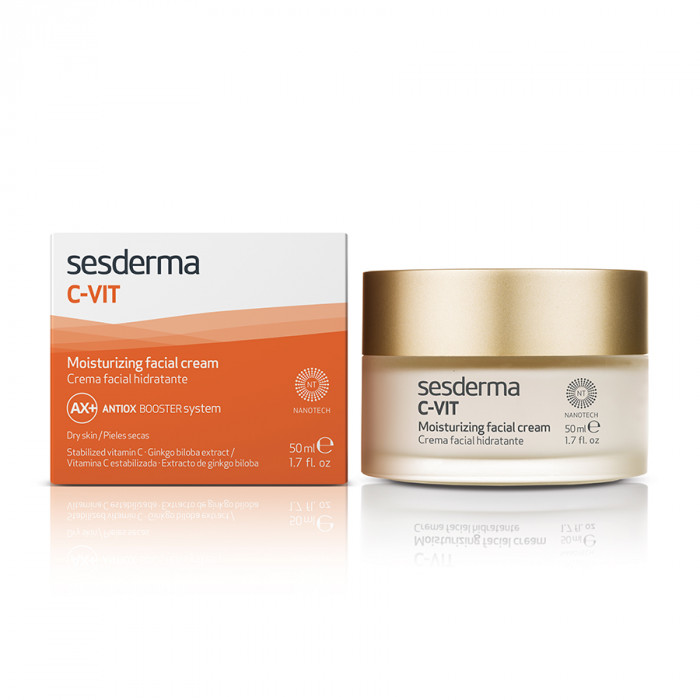 sesderma
C-VIT
Moisturizing facial cream
Crema facial hidratante
NT
NANOTECH
AX+ ANTIOX BOOSTER system
Dry skin / Pieles secas
Stabilized vitamin C · Ginkgo biloba extract /
Vitamina C estabilizada · Extracto de ginkgo biloba
50 ml e
1.7 fl. oz
sesderma
C-VIT
Moisturizing facial cream
Crema facial hidratante
NT
NANOTECH
50 ml e
1.7 fl. oz